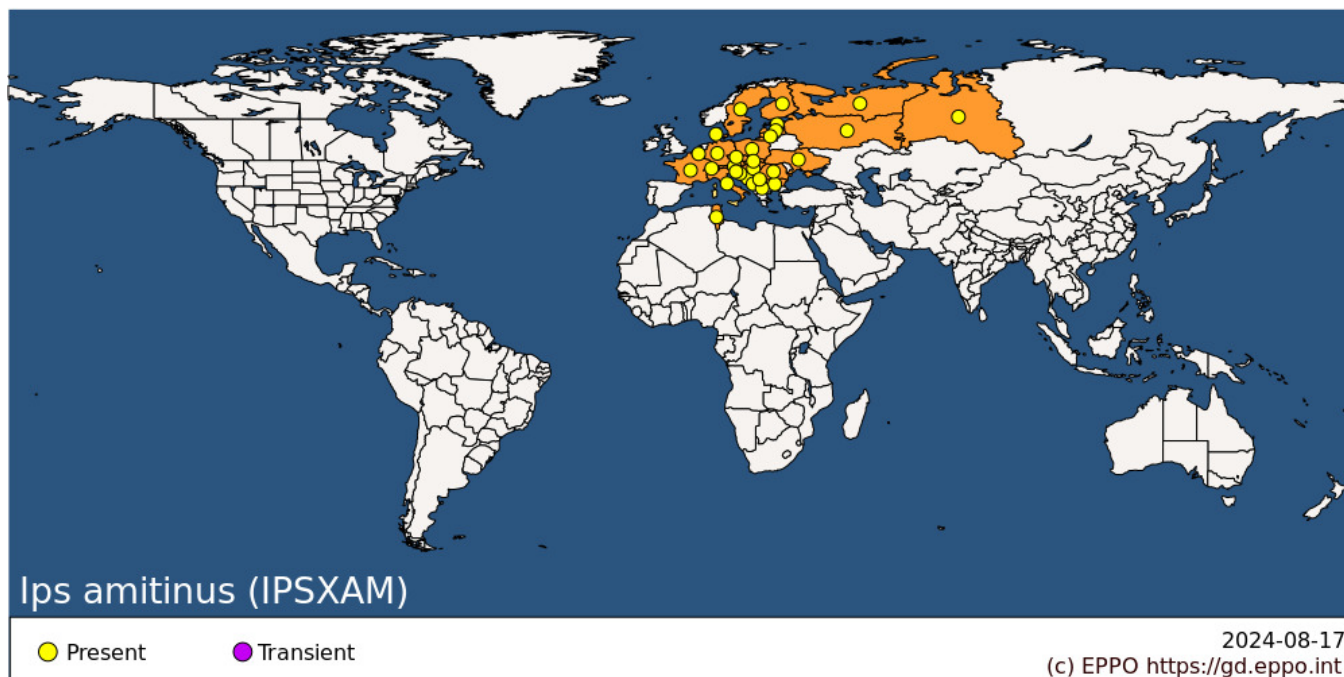 Ips amitinus (IPSXAM)
Present
Transient
2024-08-17
(c) EPPO https://gd.eppo.int